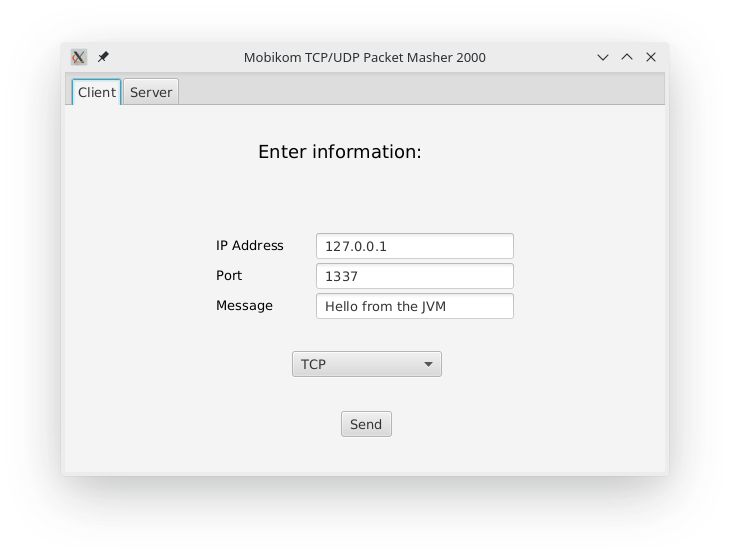 Mobikom TCP/UDP Packet Masher 2000
Client Server
Enter information:
IP Address 127.0.0.1
Port 1337
Message Hello from the JVM
TCP
Send